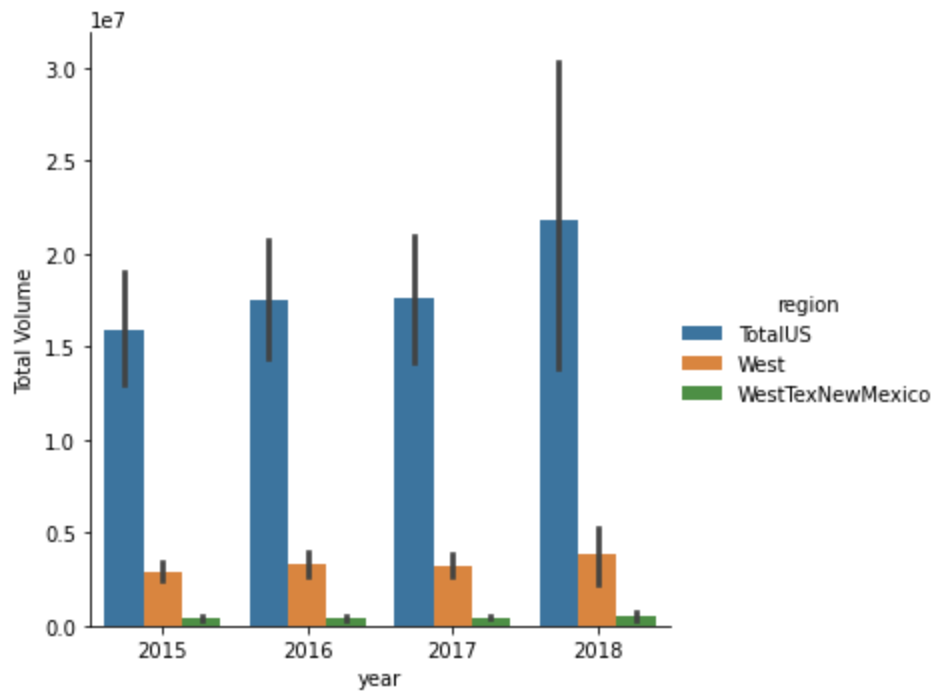 1e7
3.0
2.5
2.0
1.5
1.0
0.5
0.0
Total Volume
2015 2016 2017 2018
year
region
TotalUS
West
WestTexNewMexico